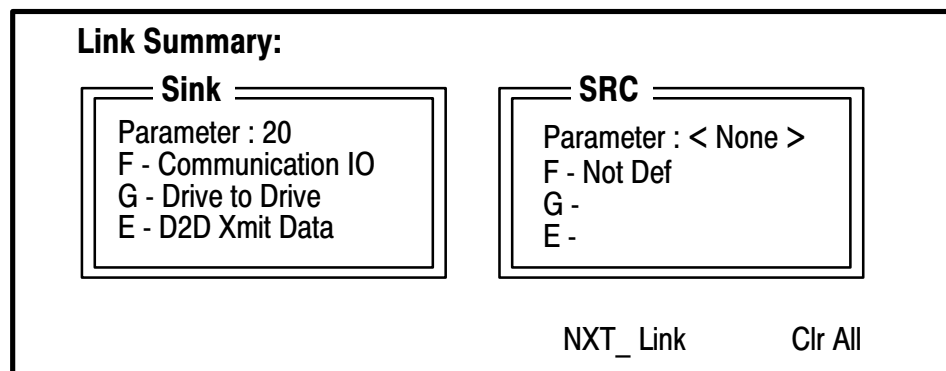 Link Summary:
Sink
Parameter : 20
F - Communication IO
G - Drive to Drive
E - D2D Xmit Data
SRC
Parameter : < None >
F - Not Def
G -
E -
NXT_ Link
Clr All